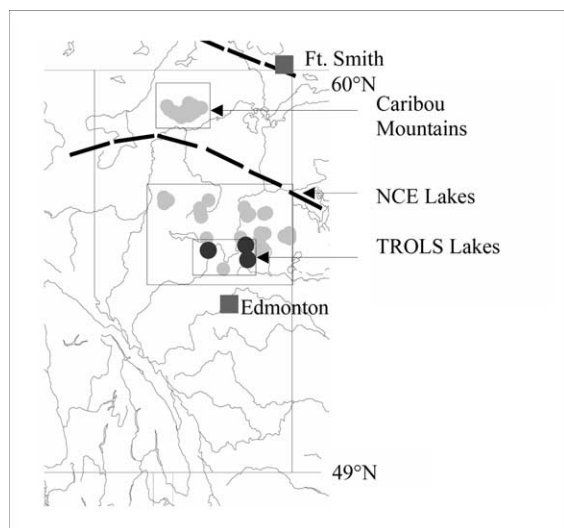 Ft. Smith
60°N
Caribou
Mountains
NCE Lakes
TROLS Lakes
Edmonton
49°N